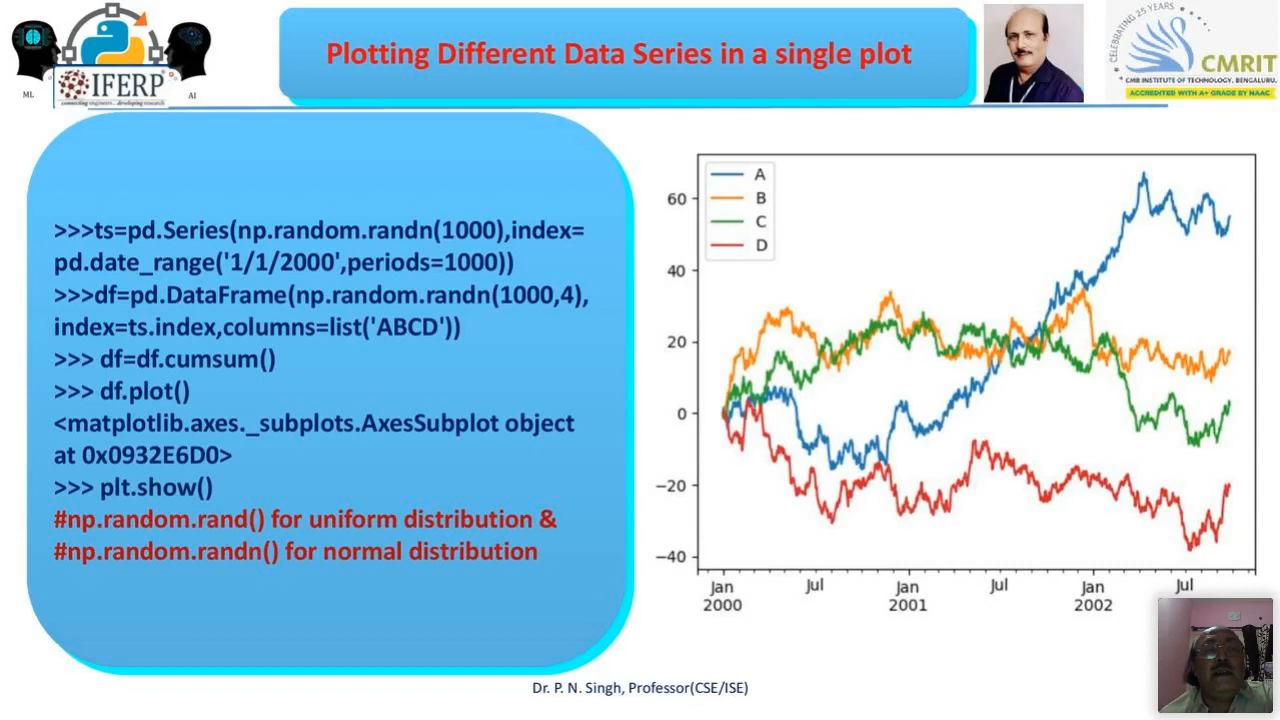 Plotting Different Data Series in a single plot
ML
IFERP
AI
connecting engineers...developing research
CELEBRATING 25 YEARS
CMRIT
CMR INSTITUTE OF TECHNOLOGY, BENGALURU.
ACCREDITED WITH A+ GRADE BY NAAC
>>>ts=pd.Series(np.random.randn(1000),index=
pd.date_range('1/1/2000',periods=1000))
>>>df=pd.DataFrame(np.random.randn(1000,4),
index=ts.index,columns=list('ABCD'))
>>> df=df.cumsum()
>>> df.plot()
<matplotlib.axes._subplots.AxesSubplot object
at 0x0932E6D0>
>>> plt.show()
#np.random.rand() for uniform distribution &
#np.random.randn() for normal distribution
A
B
C
D
60
40
20
0
−20
−40
Jan Jul Jan Jul Jan Jul
2000 2001 2002
Dr. P. N. Singh, Professor(CSE/ISE)